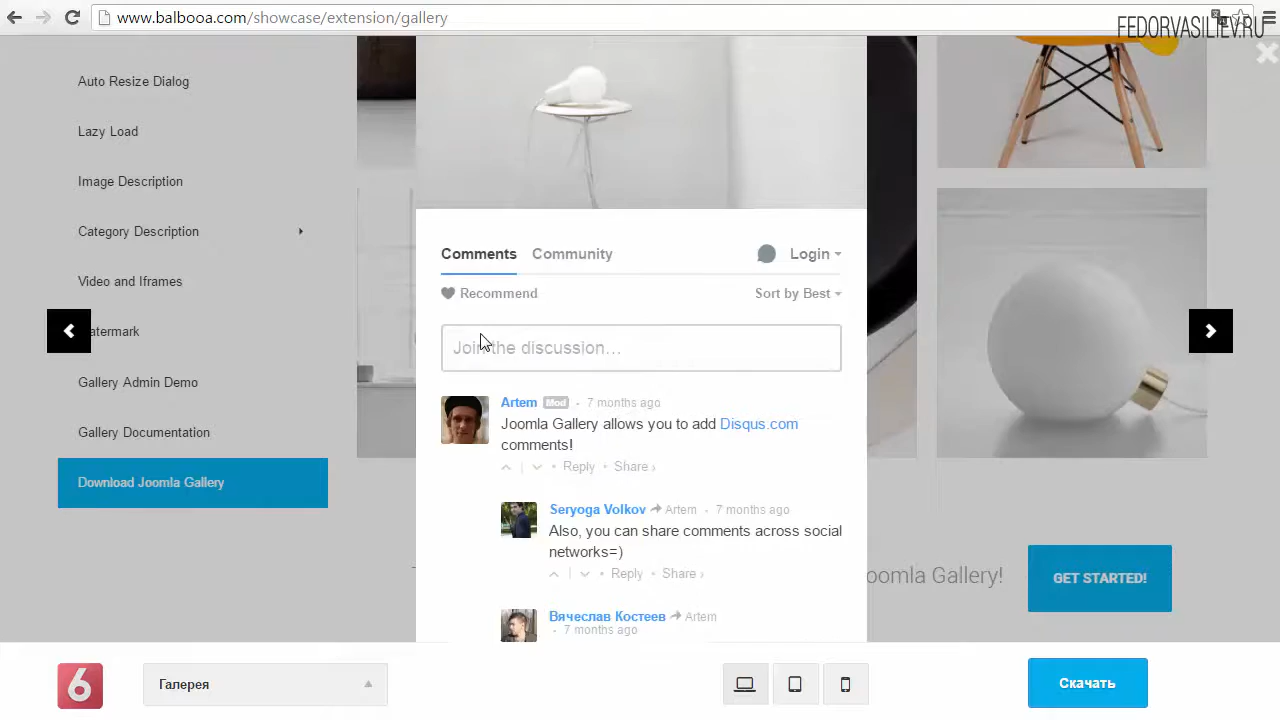 www.balbooa.com/showcase/extension/gallery
FEDORVASILIEV.RU
Auto Resize Dialog
Lazy Load
Image Description
Category Description
Video and Iframes
atermark
Gallery Admin Demo
Gallery Documentation
Download Joomla Gallery
Comments Community Login
Recommend Sort by Best
Join the discussion…
Artem Mod • 7 months ago
Joomla Gallery allows you to add Disqus.com
comments!
• Reply • Share ›
Seryoga Volkov Artem • 7 months ago
Also, you can share comments across social
networks=)
• Reply • Share ›
Вячеслав Костеев Artem
• 7 months ago
oomla Gallery!
GET STARTED!
6
Галерея
Скачать